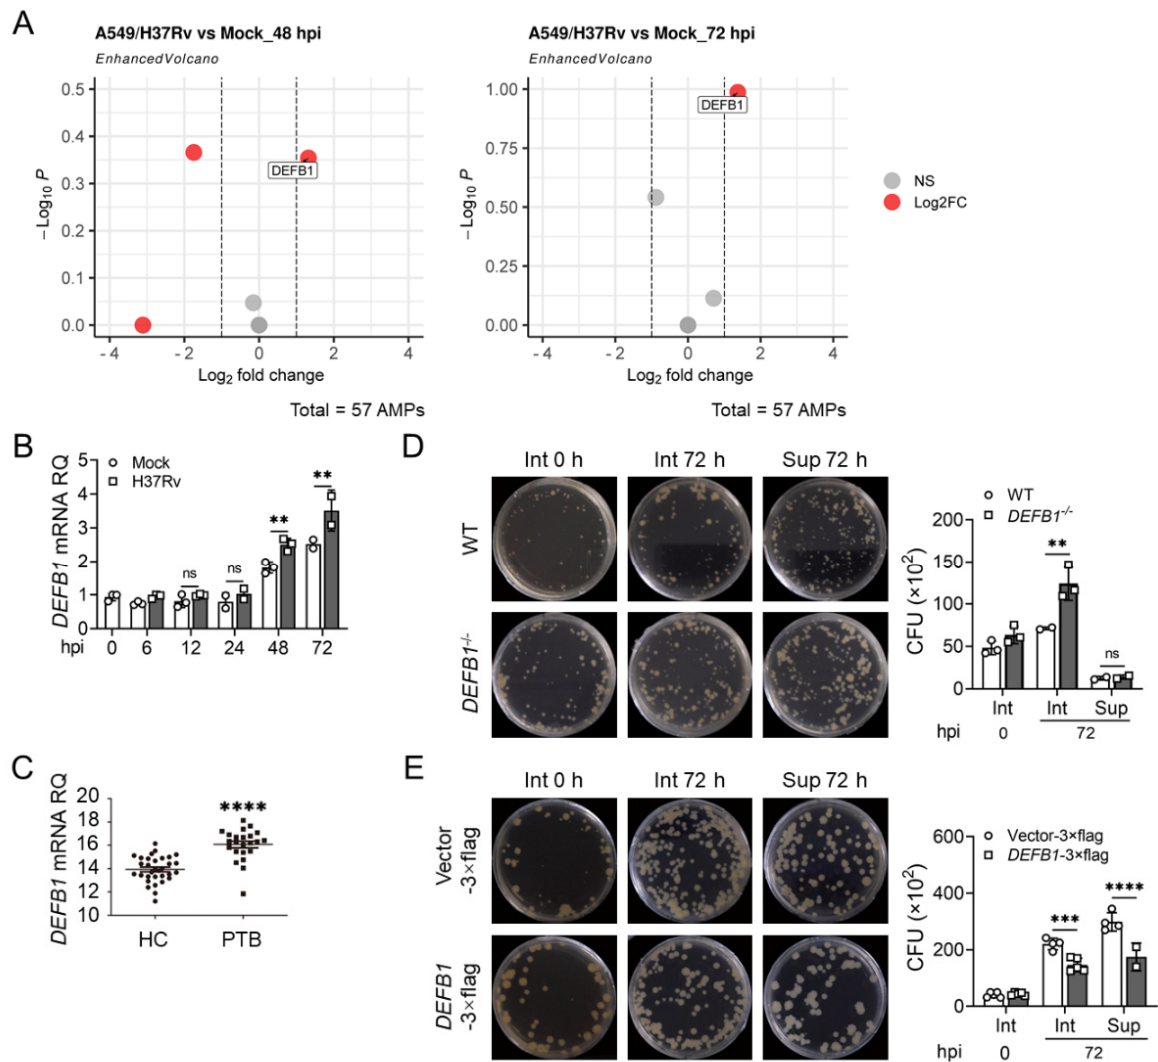 A
A549/H37Rv vs Mock_48 hpi
EnhancedVolcano
0.5
0.4
0.3
0.2
0.1
0.0
DEFB1
- 4
- 2
0
2
4
−Log10 P
Log2 fold change
Total = 57 AMPs
A549/H37Rv vs Mock_72 hpi
EnhancedVolcano
1.00
0.75
0.50
0.25
0.00
DEFB1
- 4
- 2
0
2
4
−Log10 P
Log2 fold change
Total = 57 AMPs
NS
Log2FC
B
DEFB1 mRNA RQ
5
4
3
2
1
0
Mock
H37Rv
ns
ns
**
**
hpi 0 6 12 24 48 72
C
DEFB1 mRNA RQ
20
18
16
14
12
10
****
HC PTB
D
Int 0 h Int 72 h Sup 72 h
WT
DEFB1-/-
WT
DEFB1-/-
CFU (×10²)
200
150
100
50
0
**
ns
Int Int Sup
hpi 0 72
E
Int 0 h Int 72 h Sup 72 h
Vector
-3×flag
DEFB1
-3×flag
Vector-3×flag
DEFB1-3×flag
CFU (×10²)
600
400
200
0
***
****
Int Int Sup
hpi 0 72